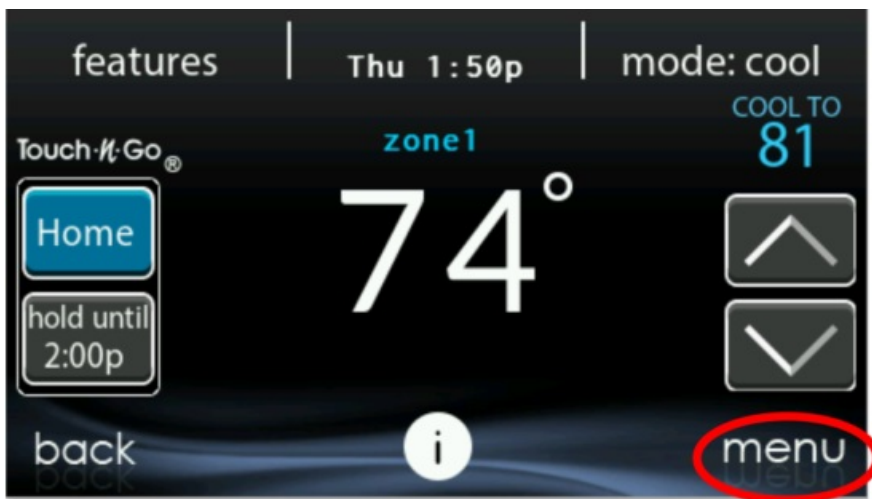 features
Thu 1:50p
mode: cool
COOL TO
81
Touch·N·Go®
zone1
74°
Home
hold until
2:00p
back
i
menu